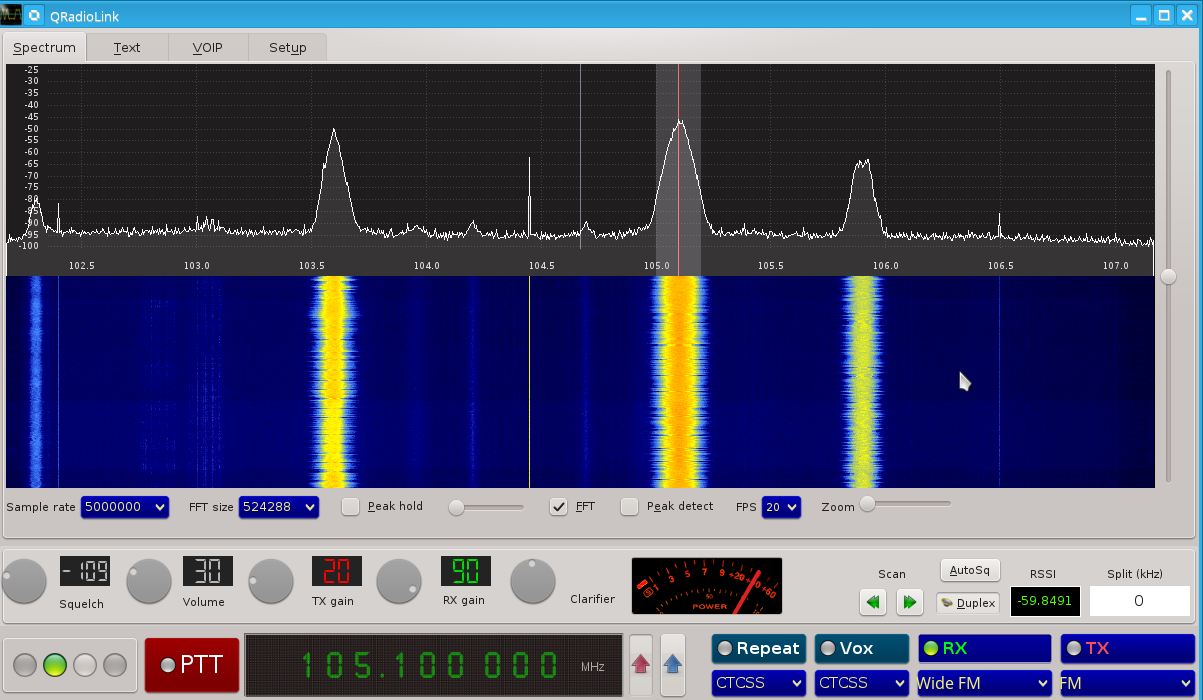 QRadioLink
Spectrum Text VOIP Setup
-25
-30
-35
-40
-45
-50
-55
-60
-65
-70
-75
-80
-85
-90
-95
-100
102.5 103.0 103.5 104.0 104.5 105.0 105.5 106.0 106.5 107.0
Sample rate 5000000 FFT size 524288 Peak hold FFT Peak detect FPS 20 Zoom
-109 30 20 90
Squelch Volume TX gain RX gain Clarifier
1 3 5 7 9 +20 +40 +60
50
POWER
Scan AutoSq RSSI Split (kHz)
Duplex -59.8491 0
PTT 105.100 000 MHz
Repeat Vox RX TX
CTCSS CTCSS Wide FM FM